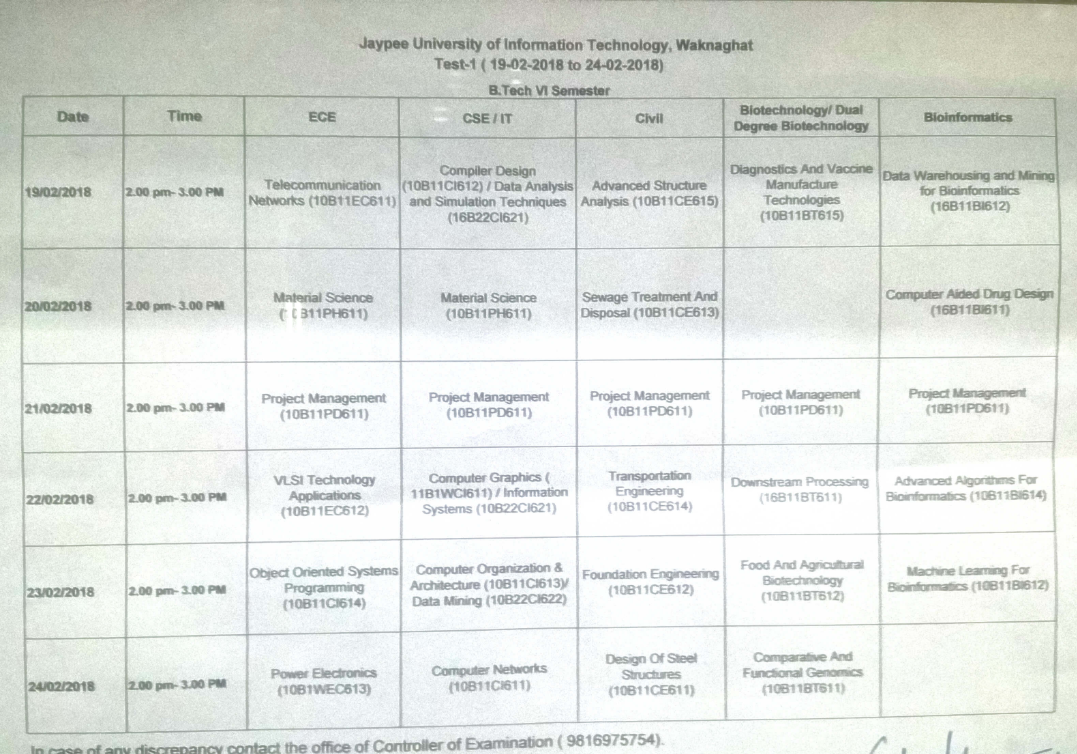 Jaypee University of Information Technology, Waknaghat
Test-1 ( 19-02-2018 to 24-02-2018)
B.Tech VI Semester
Date
Time
ECE
CSE / IT
Civil
Biotechnology/ Dual
Degree Biotechnology
Bioinformatics
19/02/2018
2.00 pm- 3.00 PM
Telecommunication
Networks (10B11EC611)
Compiler Design
(10B11CI612) / Data Analysis
and Simulation Techniques
(16B22CI621)
Advanced Structure
Analysis (10B11CE615)
Diagnostics And Vaccine
Manufacture
Technologies
(10B11BT615)
Data Warehousing and Mining
for Bioinformatics
(16B11BI612)
20/02/2018
2.00 pm- 3.00 PM
Material Science
Material Science
(10B11PH611)
Sewage Treatment And
Disposal (10B11CE613)
Computer Aided Drug Design
(16B11BI611)
21/02/2018
2.00 pm- 3.00 PM
Project Management
(10B11PD611)
Project Management
(10B11PD611)
Project Management
(10B11PD611)
Project Management
(10B11PD611)
Project Management
(10B11PD611)
22/02/2018
2.00 pm- 3.00 PM
VLSI Technology
Applications
(10B11EC612)
Computer Graphics (
11B1WCI611) / Information
Systems (10B22CI621)
Transportation
Engineering
(10B11CE614)
Downstream Processing
(16B11BT611)
Advanced Algorithms For
Bioinformatics (10B11BI614)
23/02/2018
2.00 pm- 3.00 PM
Object Oriented Systems
Programming
(10B11CI614)
Computer Organization &
Architecture (10B11CI613)/
Data Mining (10B22CI622)
Foundation Engineering
(10B11CE612)
Food And Agricultural
Biotechnology
(10B11BT612)
Machine Learning For
Bioinformatics (10B11BI612)
24/02/2018
2.00 pm- 3.00 PM
Power Electronics
(10B1WEC613)
Computer Networks
(10B11CI611)
Design Of Steel
Structures
(10B11CE611)
Comparative And
Functional Genomics
(10B11BT611)
In case of any discrepancy contact the office of Controller of Examination ( 9816975754).